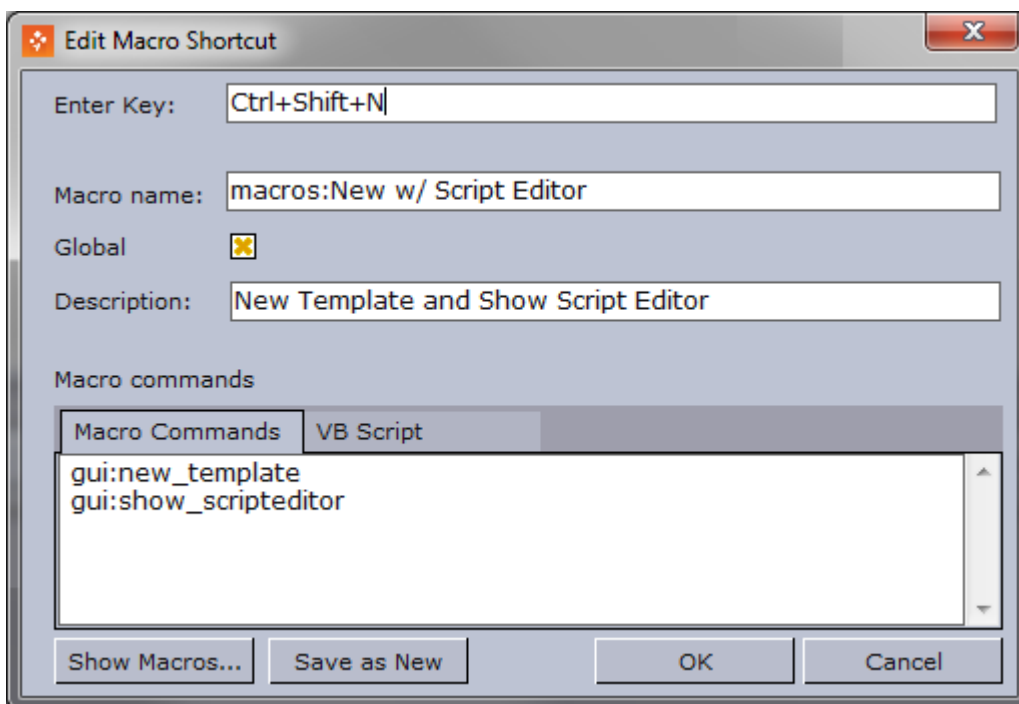 Edit Macro Shortcut
Enter Key: Ctrl+Shift+N
Macro name: macros:New w/ Script Editor
Global
Description: New Template and Show Script Editor
Macro commands
Macro Commands VB Script
gui:new_template
gui:show_scripteditor
Show Macros... Save as New OK Cancel